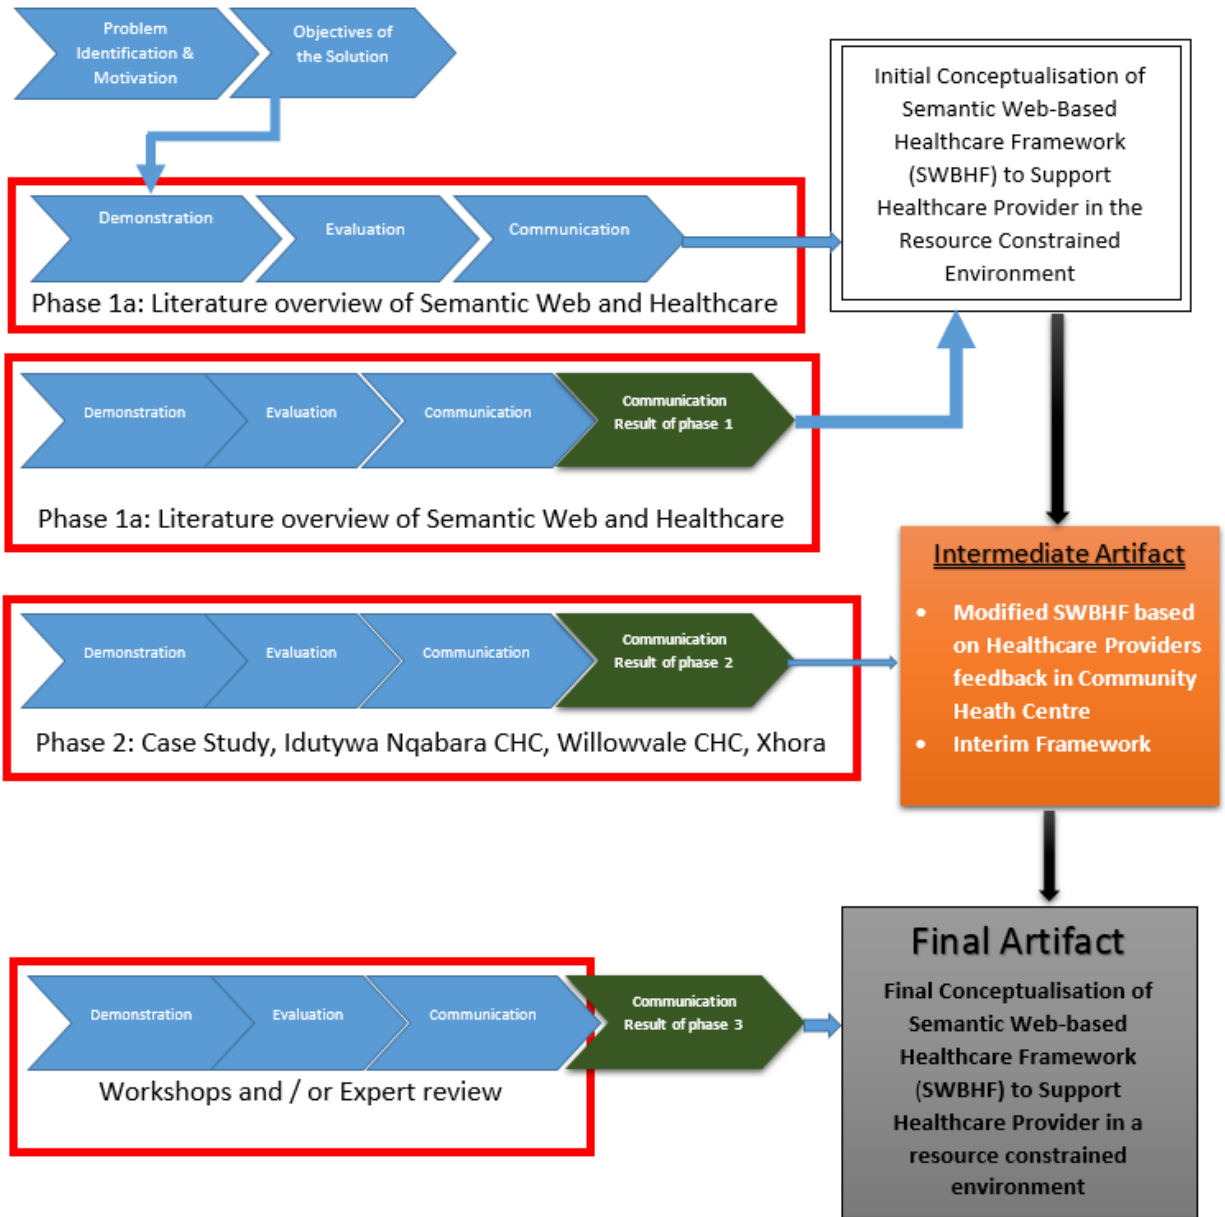 Problem
Identification &
Motivation
Objectives of
the Solution
Initial Conceptualisation of
Semantic Web-Based
Healthcare Framework
(SWBHF) to Support
Healthcare Provider in the
Resource Constrained
Environment
Demonstration
Evaluation
Communication
Phase 1a: Literature overview of Semantic Web and Healthcare
Demonstration
Evaluation
Communication
Communication
Result of phase 1
Phase 1a: Literature overview of Semantic Web and Healthcare
Intermediate Artifact
• Modified SWBHF based
on Healthcare Providers
feedback in Community
Heath Centre
• Interim Framework
Demonstration
Evaluation
Communication
Communication
Result of phase 2
Phase 2: Case Study, Idutywa Nqabara CHC, Willowvale CHC, Xhora
Demonstration
Evaluation
Communication
Communication
Result of phase 3
Workshops and / or Expert review
Final Artifact
Final Conceptualisation of
Semantic Web-based
Healthcare Framework
(SWBHF) to Support
Healthcare Provider in a
resource constrained
environment